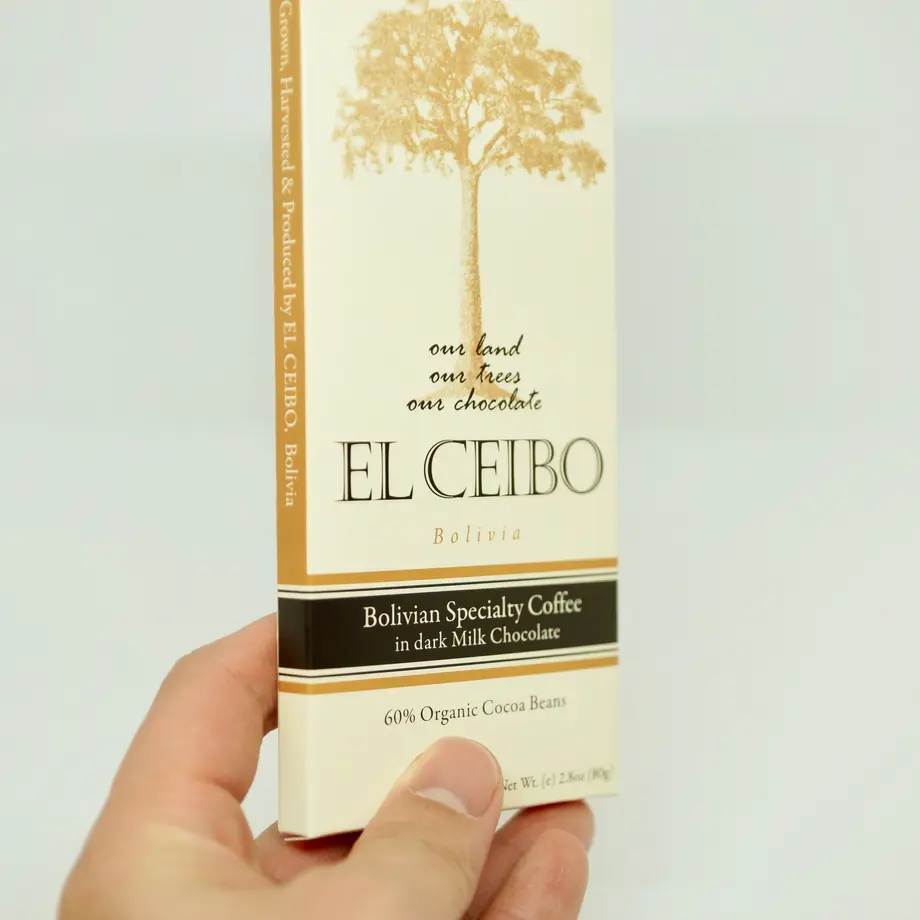 Grown, Harvested & Produced by EL CEIBO, Bolivia
our land
our trees
our chocolate
EL CEIBO
Bolivia
Bolivian Specialty Coffee
in dark Milk Chocolate
60% Organic Cocoa Beans
Net Wt. (e) 2.8oz (80g)